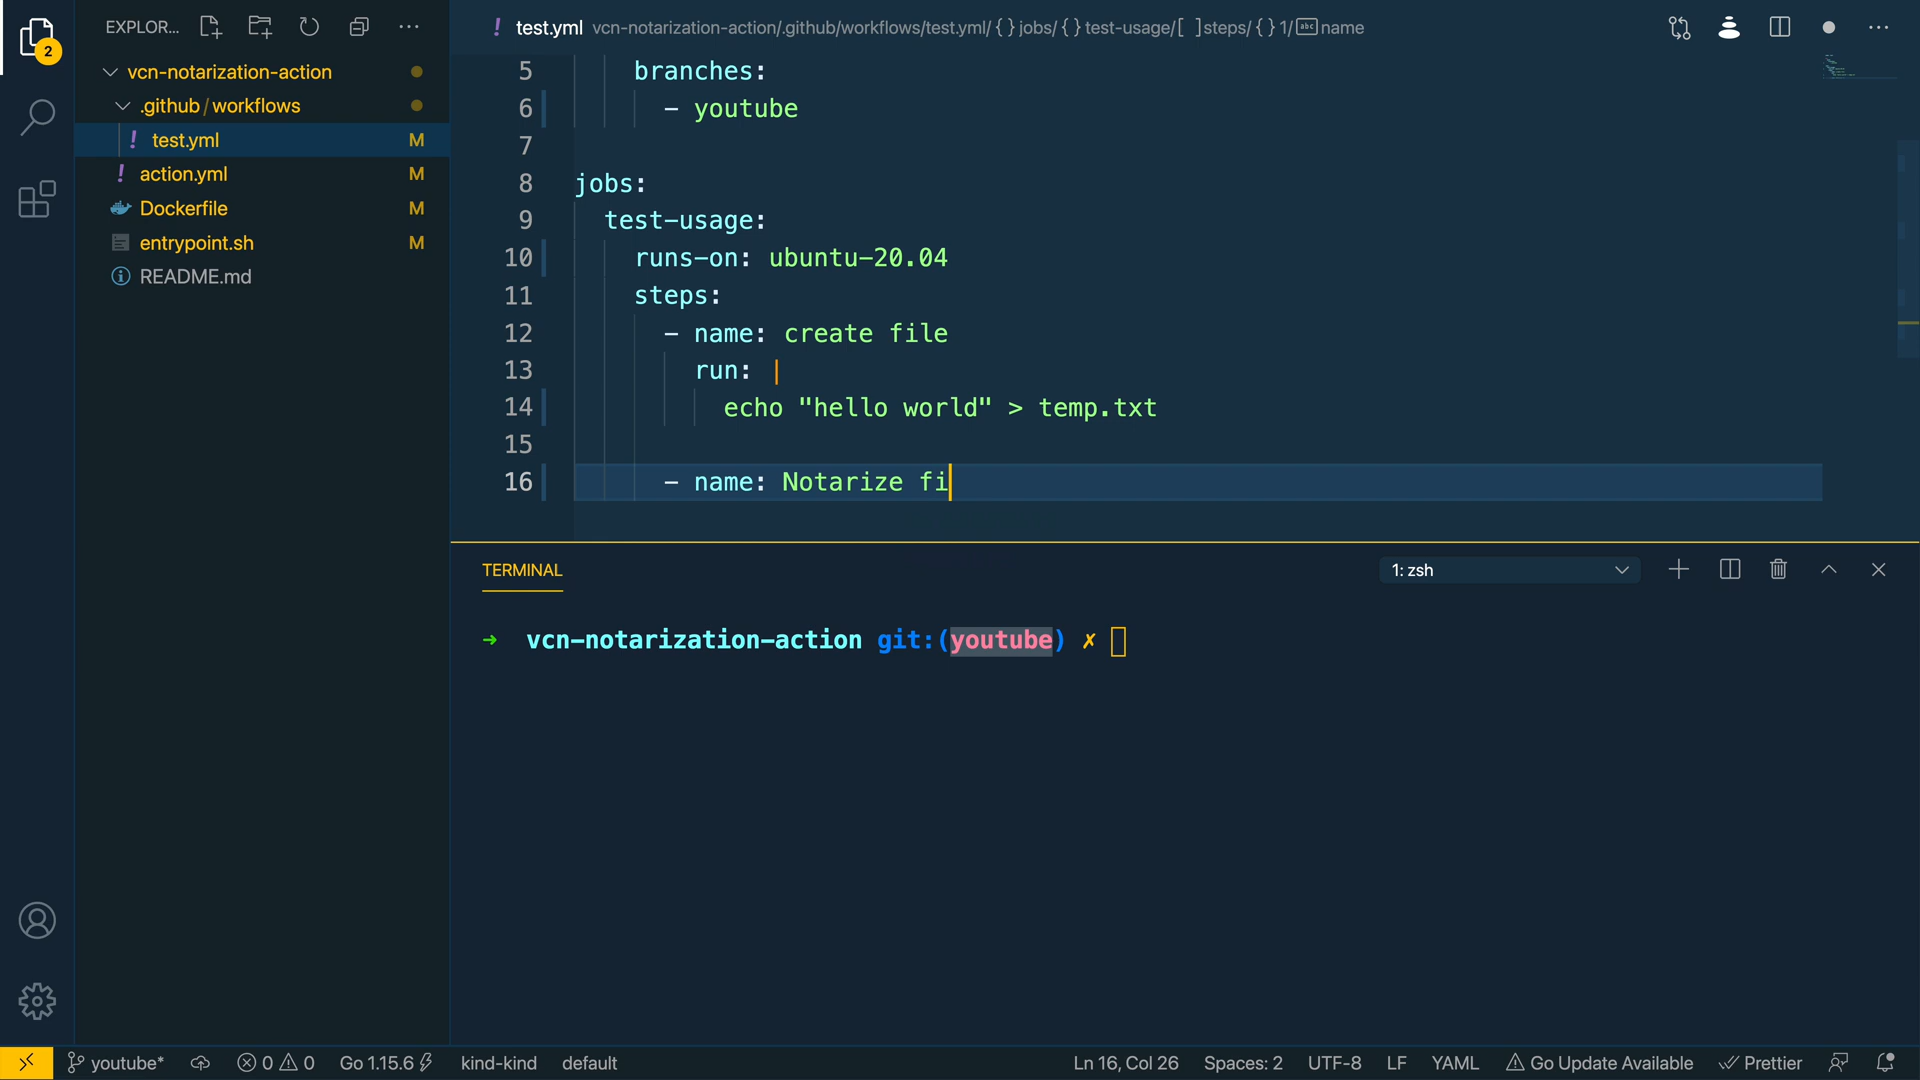 EXPLOR...
2
vcn-notarization-action
.github/workflows
test.yml M
action.yml M
Dockerfile M
entrypoint.sh M
README.md
! test.yml vcn-notarization-action/.github/workflows/test.yml/{ }jobs/{ }test-usage/[ ]steps/{ }1/abc name
5 branches:
6 - youtube
7
8 jobs:
9 test-usage:
10 runs-on: ubuntu-20.04
11 steps:
12 - name: create file
13 run: |
14 echo "hello world" > temp.txt
15
16 - name: Notarize fi
TERMINAL
1: zsh
➜ vcn-notarization-action git:(youtube) ✗
youtube* 0 0 Go 1.15.6 kind-kind default Ln 16, Col 26 Spaces: 2 UTF-8 LF YAML Go Update Available Prettier